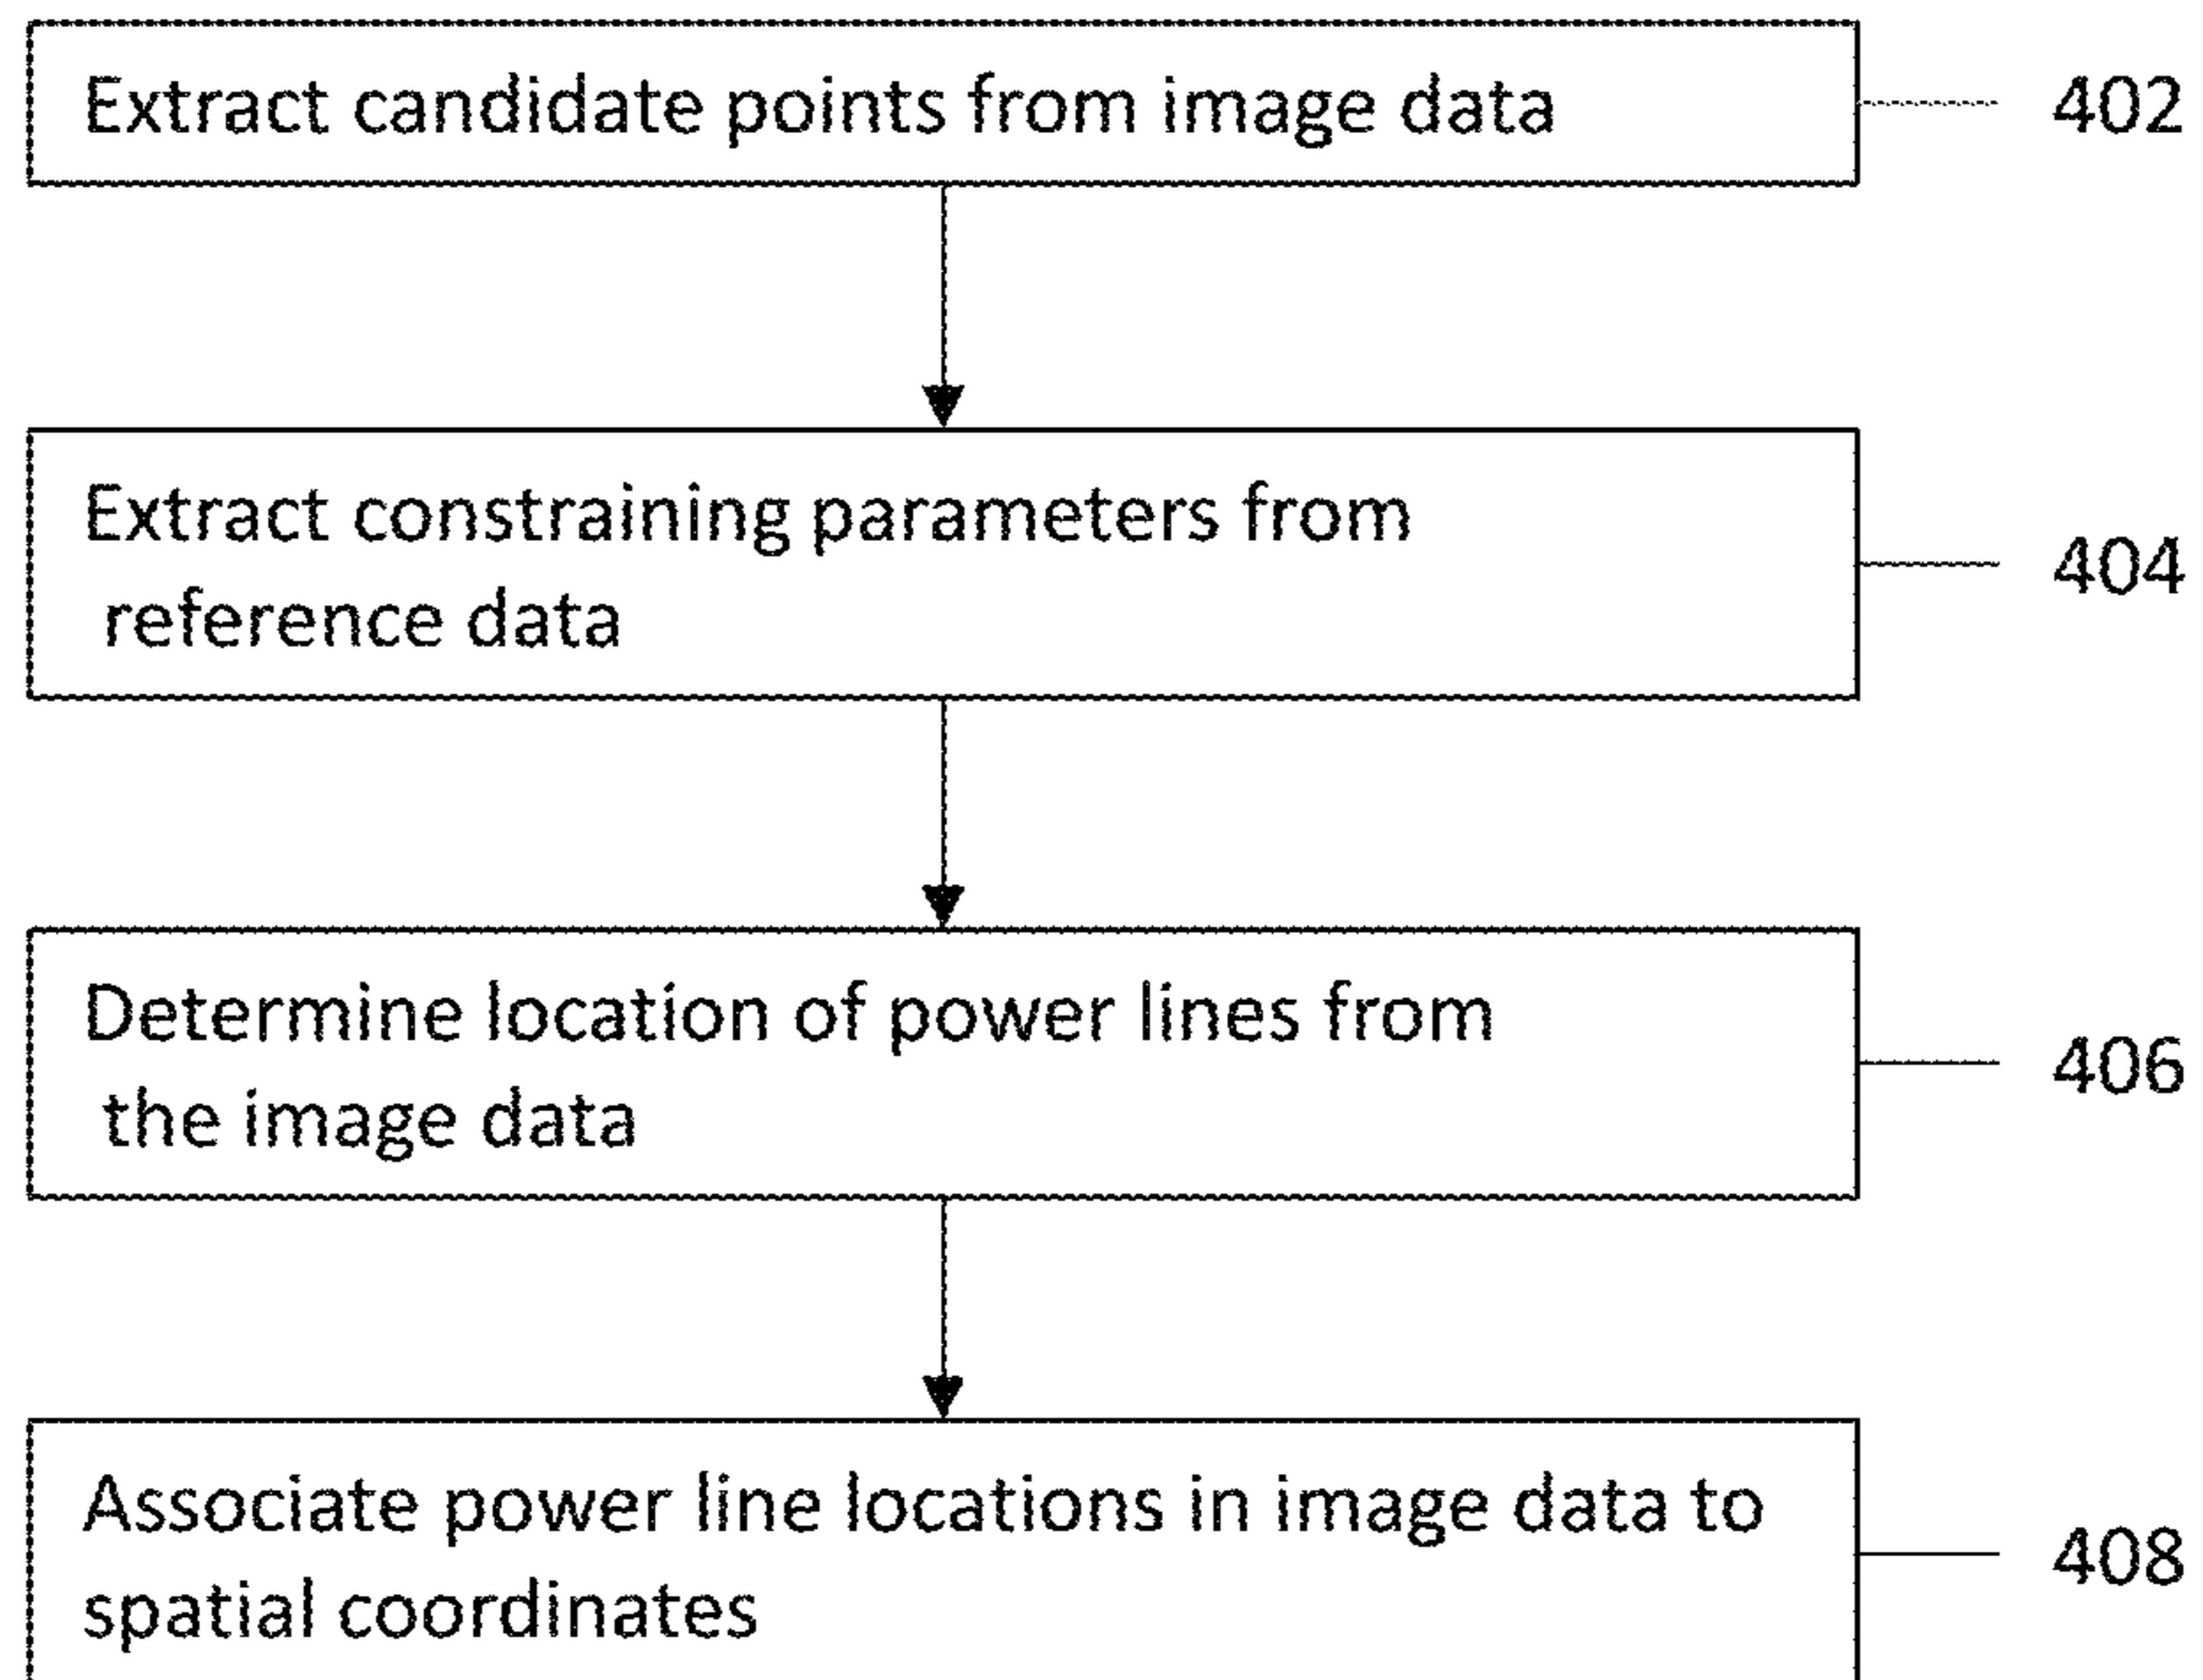 Extract candidate points from image data
402
Extract constraining parameters from
reference data
404
Determine location of power lines from
the image data
406
Associate power line locations in image data to
spatial coordinates
408